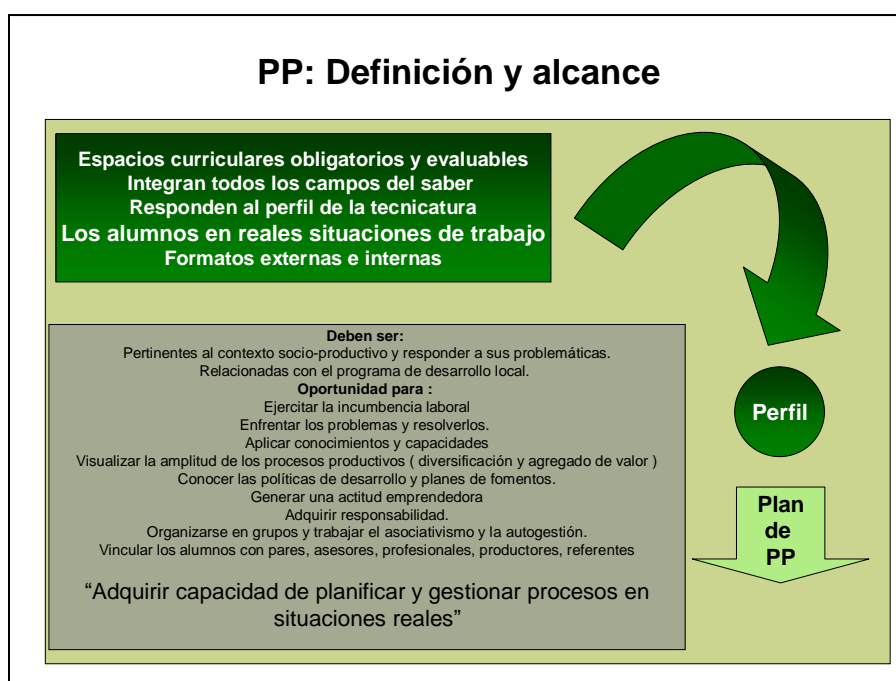 PP: Definición y alcance
Espacios curriculares obligatorios y evaluables
Integran todos los campos del saber
Responden al perfil de la tecnicatura
Los alumnos en reales situaciones de trabajo
Formatos externas e internas
Deben ser:
Pertinentes al contexto socio-productivo y responder a sus problemáticas.
Relacionadas con el programa de desarrollo local.
Oportunidad para :
Ejercitar la incumbencia laboral
Enfrentar los problemas y resolverlos.
Aplicar conocimientos y capacidades
Visualizar la amplitud de los procesos productivos ( diversificación y agregado de valor )
Conocer las políticas de desarrollo y planes de fomentos.
Generar una actitud emprendedora
Adquirir responsabilidad.
Organizarse en grupos y trabajar el asociativismo y la autogestión.
Vincular los alumnos con pares, asesores, profesionales, productores, referentes
“Adquirir capacidad de planificar y gestionar procesos en
situaciones reales”
Perfil
Plan
de
PP